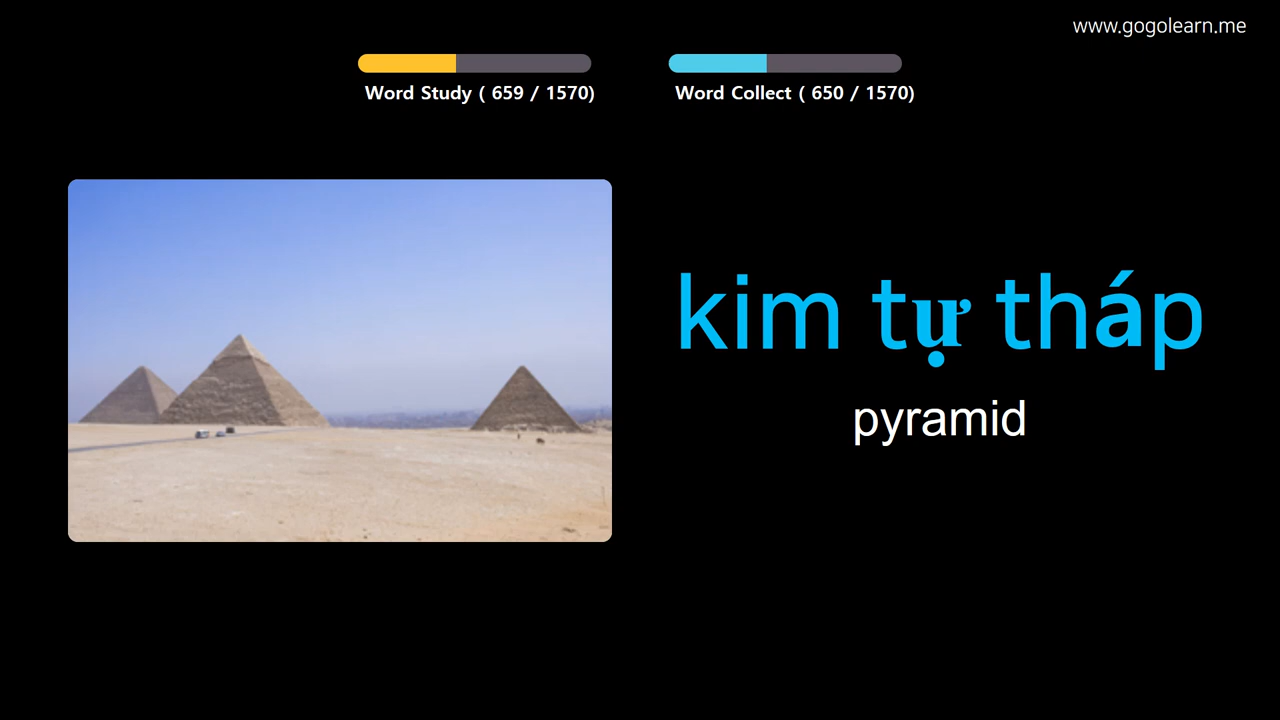 www.gogolearn.me
Word Study ( 659 / 1570)
Word Collect ( 650 / 1570)
kim tự tháp
pyramid